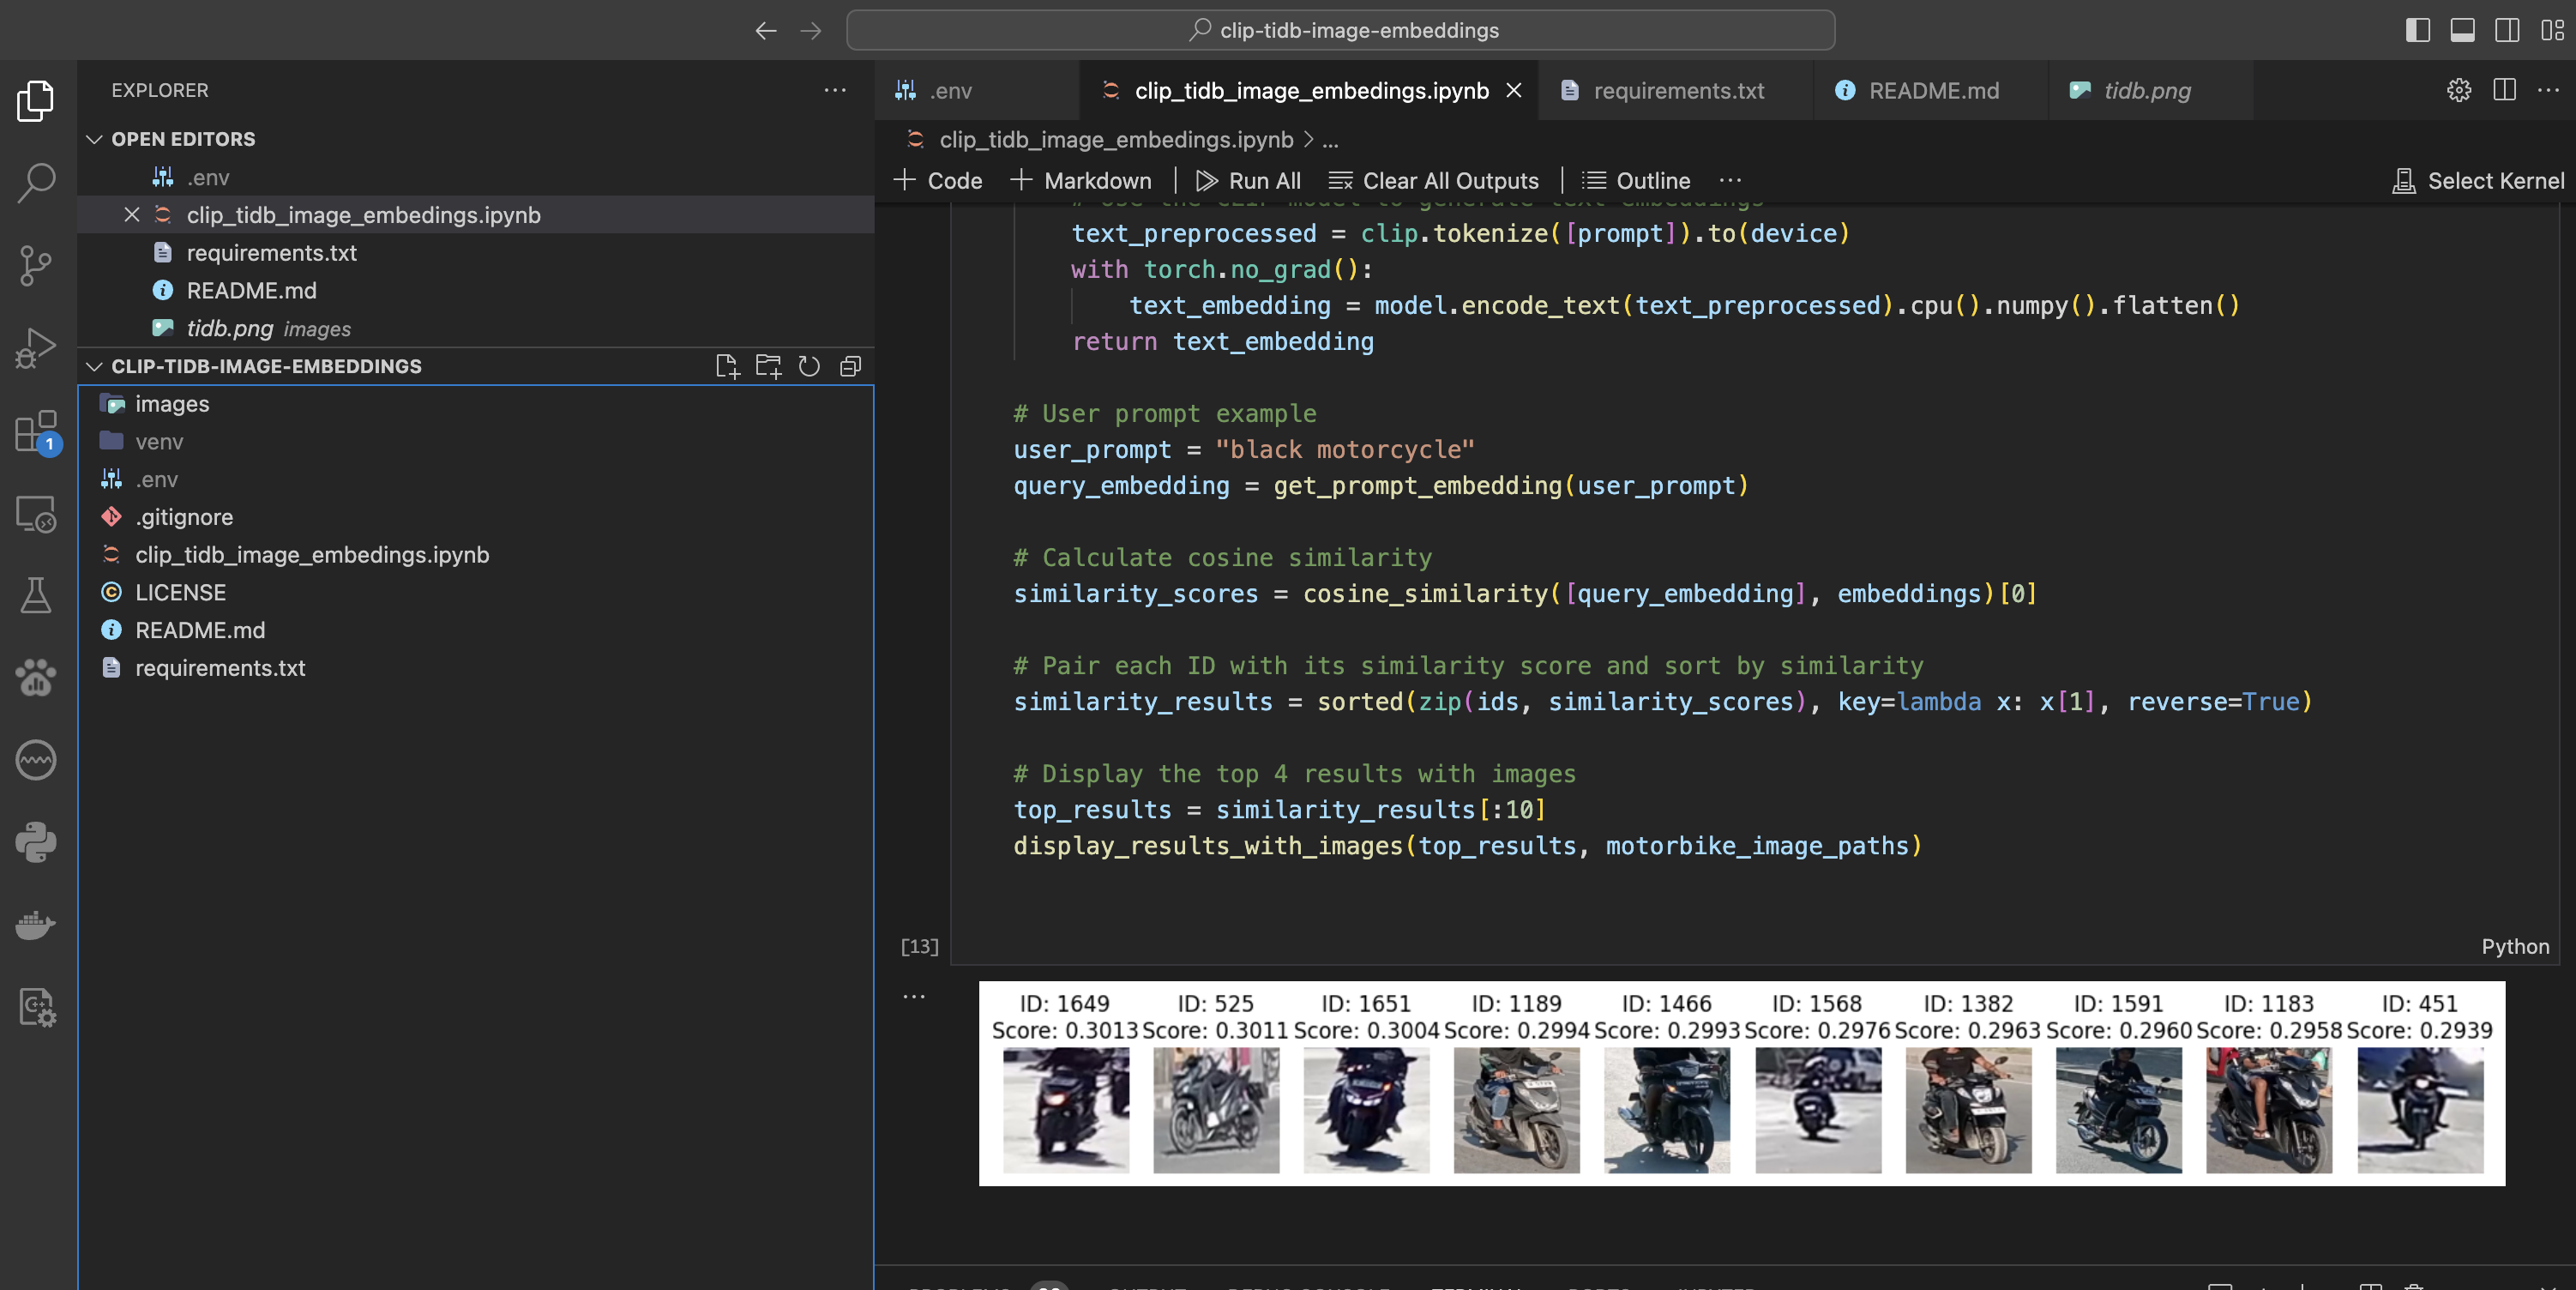 clip-tidb-image-embeddings
EXPLORER
OPEN EDITORS
.env
clip_tidb_image_embedings.ipynb
requirements.txt
README.md
tidb.png images
CLIP-TIDB-IMAGE-EMBEDDINGS
images
venv
.env
.gitignore
clip_tidb_image_embedings.ipynb
LICENSE
README.md
requirements.txt
1
.env
clip_tidb_image_embedings.ipynb
requirements.txt
README.md
tidb.png
clip_tidb_image_embedings.ipynb > ...
+ Code + Markdown | Run All Clear All Outputs | Outline ...
Select Kernel
# Use the CLIP model to generate text embeddings
text_preprocessed = clip.tokenize([prompt]).to(device)
with torch.no_grad():
text_embedding = model.encode_text(text_preprocessed).cpu().numpy().flatten()
return text_embedding
# User prompt example
user_prompt = "black motorcycle"
query_embedding = get_prompt_embedding(user_prompt)
# Calculate cosine similarity
similarity_scores = cosine_similarity([query_embedding], embeddings)[0]
# Pair each ID with its similarity score and sort by similarity
similarity_results = sorted(zip(ids, similarity_scores), key=lambda x: x[1], reverse=True)
# Display the top 4 results with images
top_results = similarity_results[:10]
display_results_with_images(top_results, motorbike_image_paths)
[13]
Python
ID: 1649 ID: 525 ID: 1651 ID: 1189 ID: 1466 ID: 1568 ID: 1382 ID: 1591 ID: 1183 ID: 451
Score: 0.3013 Score: 0.3011 Score: 0.3004 Score: 0.2994 Score: 0.2993 Score: 0.2976 Score: 0.2963 Score: 0.2960 Score: 0.2958 Score: 0.2939